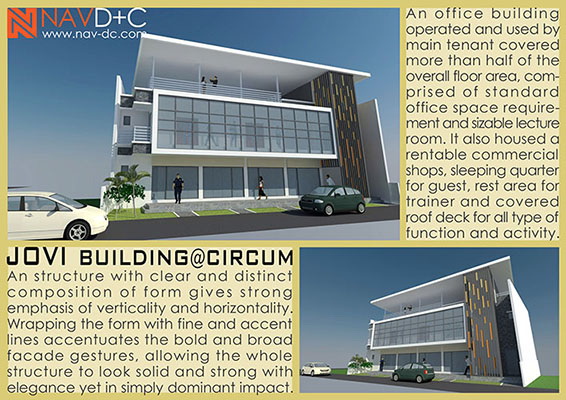 NAVD+C
www.nav-dc.com
An office building
operated and used by
main tenant covered
more than half of the
overall floor area, com-
prised of standard
office space require-
ment and sizable lecture
room. It also housed a
rentable commercial
shops, sleeping quarter
for guest, rest area for
trainer and covered
roof deck for all type of
function and activity.
JOVI BUILDING@CIRCUM
An structure with clear and distinct
composition of form gives strong
emphasis of verticality and horizontality.
Wrapping the form with fine and accent
lines accentuates the bold and broad
facade gestures, allowing the whole
structure to look solid and strong with
elegance yet in simply dominant impact.